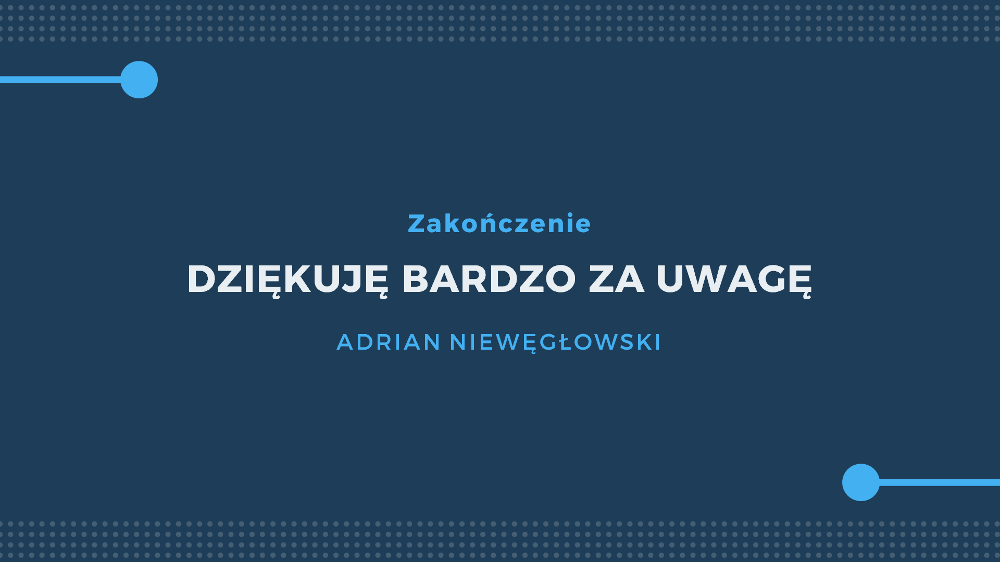 Zakończenie
DZIĘKUJĘ BARDZO ZA UWAGĘ
ADRIAN NIEWĘGŁOWSKI